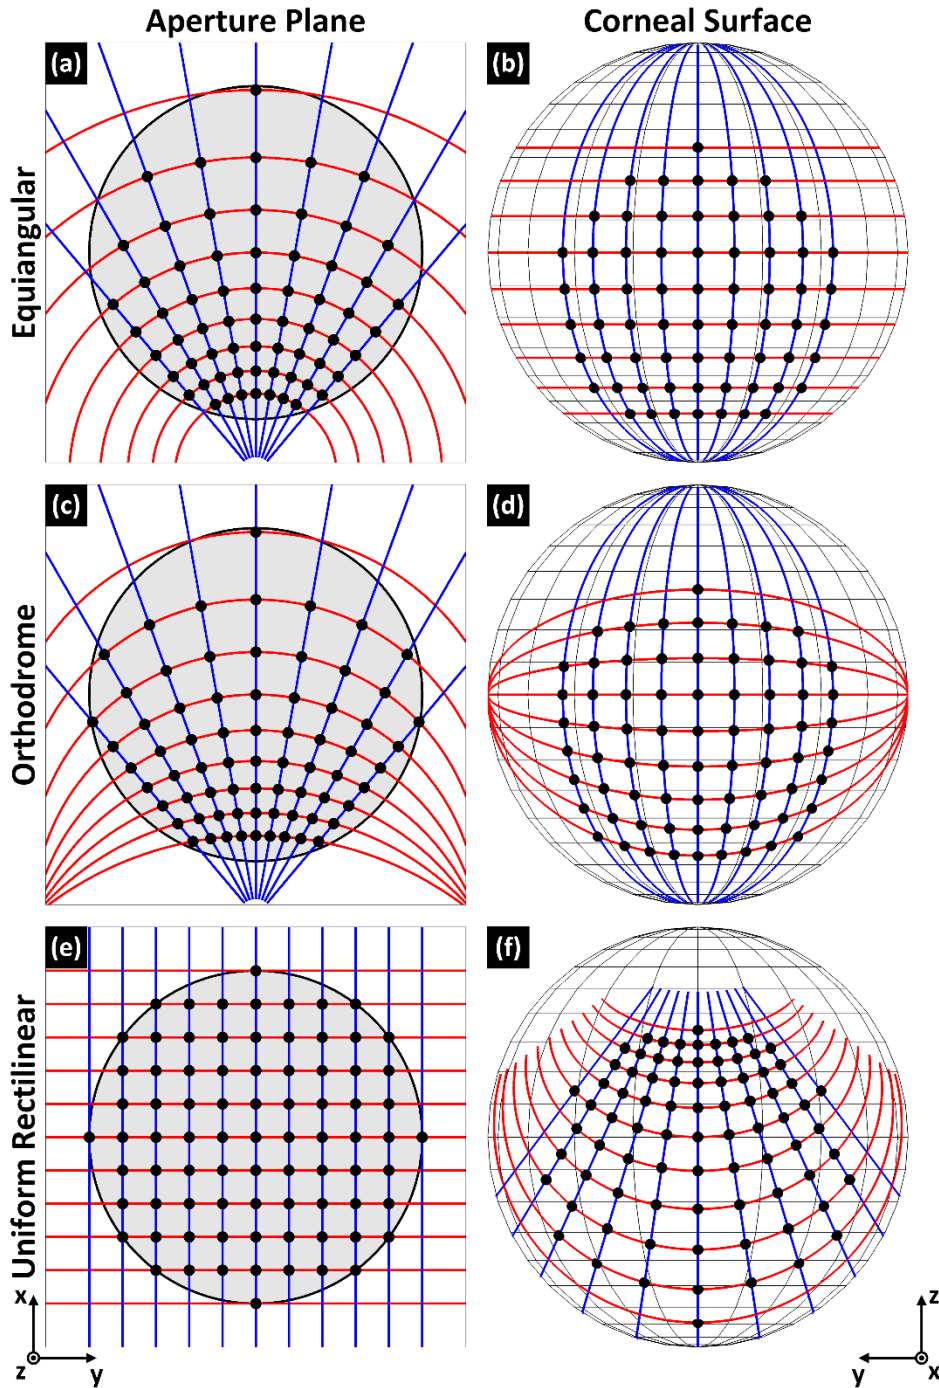 Aperture Plane
Corneal Surface
Equiangular
(a)
(b)
Orthodrome
(c)
(d)
Uniform Rectilinear
(e)
(f)
x
z
y
z
y
x